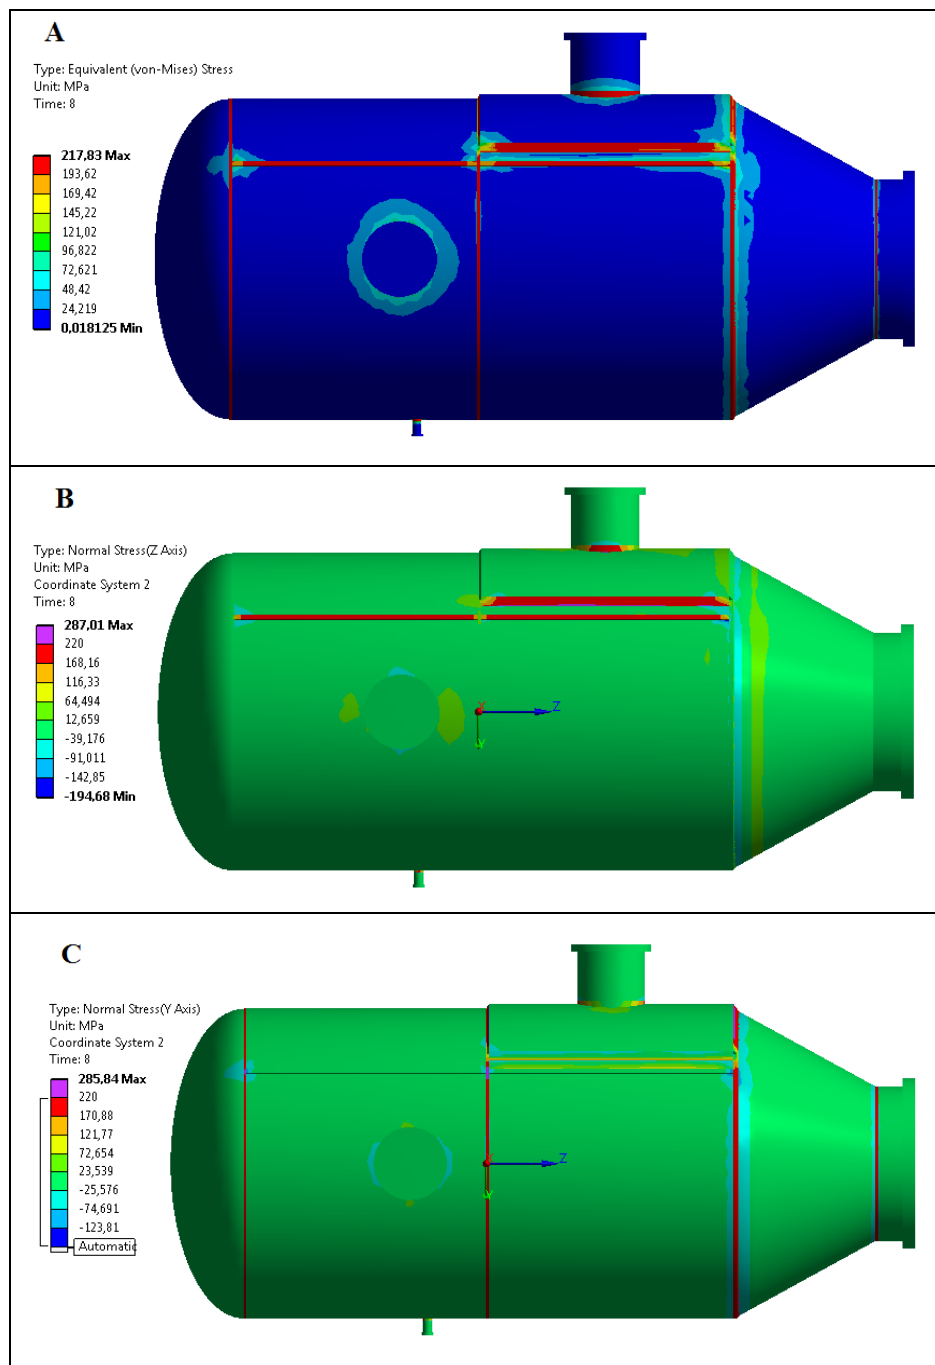 A
Type: Equivalent (von-Mises) Stress
Unit: MPa
Time: 8
217,83 Max
193,62
169,42
145,22
121,02
96,822
72,621
48,42
24,219
0,018125 Min
B
Type: Normal Stress(Z Axis)
Unit: MPa
Coordinate System 2
Time: 8
287,01 Max
220
168,16
116,33
64,494
12,659
-39,176
-91,011
-142,85
-194,68 Min
X
Z
Y
C
Type: Normal Stress(Y Axis)
Unit: MPa
Coordinate System 2
Time: 8
285,84 Max
220
170,88
121,77
72,654
23,539
-25,576
-74,691
-123,81
Automatic
X
Z
Y